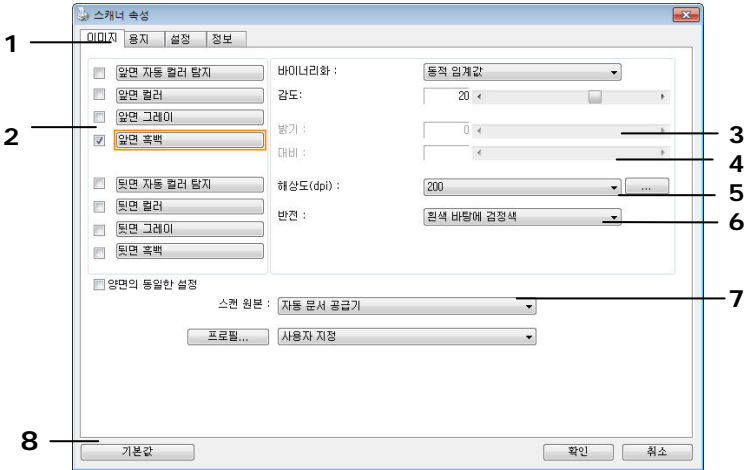 스캐너 속성
1
이미지 용지 설정 정보
앞면 자동 컬러 탐지
앞면 컬러
앞면 그레이
앞면 흑백
2
뒷면 자동 컬러 탐지
뒷면 컬러
뒷면 그레이
뒷면 흑백
바이너리화 : 동적 임계값
감도: 20
밝기 : 0
3
대비 :
4
해상도(dpi) : 200 ...
5
반전 : 흰색 바탕에 검정색
6
양면의 동일한 설정
스캔 원본 : 자동 문서 공급기
7
프로필... 사용자 지정
8
기본값 확인 취소